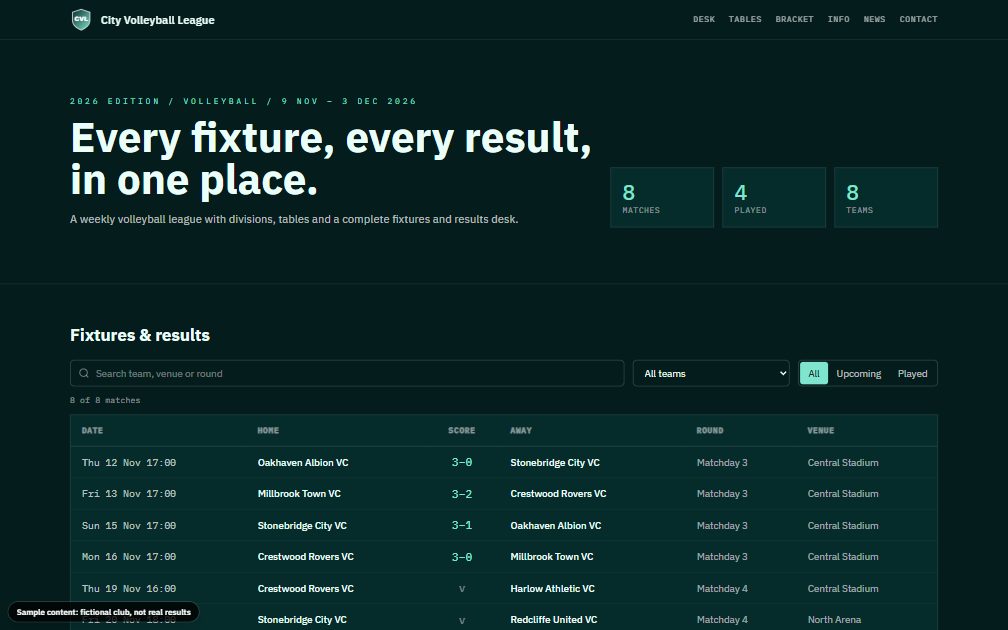 CVL City Volleyball League DESK TABLES BRACKET INFO NEWS CONTACT
2026 EDITION / VOLLEYBALL / 9 NOV – 3 DEC 2026
Every fixture, every result,
in one place.
A weekly volleyball league with divisions, tables and a complete fixtures and results desk.
8 4 8
MATCHES PLAYED TEAMS
Fixtures & results
Search team, venue or round All teams All Upcoming Played
8 of 8 matches
DATE HOME SCORE AWAY ROUND VENUE
Thu 12 Nov 17:00 Oakhaven Albion VC 3–0 Stonebridge City VC Matchday 3 Central Stadium
Fri 13 Nov 17:00 Millbrook Town VC 3–2 Crestwood Rovers VC Matchday 3 Central Stadium
Sun 15 Nov 17:00 Stonebridge City VC 3–1 Oakhaven Albion VC Matchday 3 Central Stadium
Mon 16 Nov 17:00 Crestwood Rovers VC 3–0 Millbrook Town VC Matchday 3 Central Stadium
Thu 19 Nov 16:00 Crestwood Rovers VC v Harlow Athletic VC Matchday 4 Central Stadium
Sample content: fictional club, not real results
Stonebridge City VC v Redcliffe United VC Matchday 4 North Arena